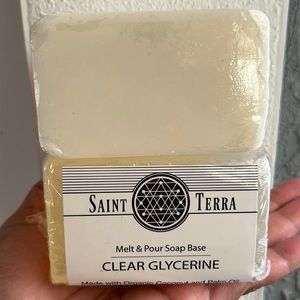 SAINT TERRA
Melt & Pour Soap Base
CLEAR GLYCERINE
Made with Organic Coconut and Palm Oil